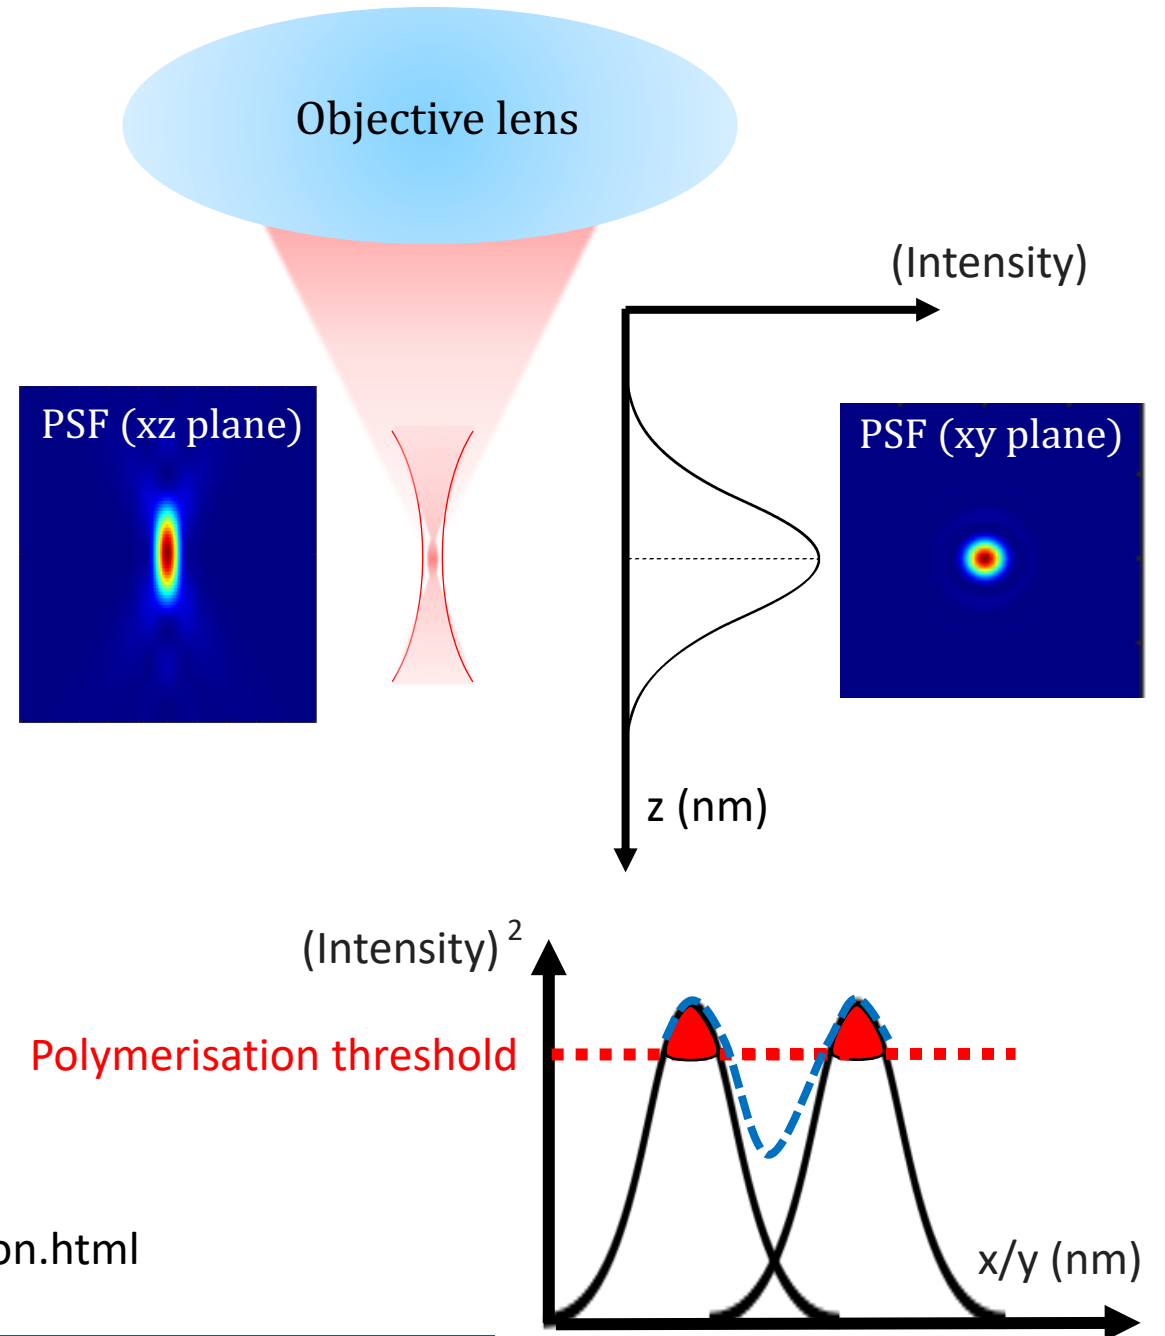 Objective lens
(Intensity)
PSF (xz plane)
PSF (xy plane)
z (nm)
(Intensity) 2
Polymerisation threshold
on.html
x/y (nm)